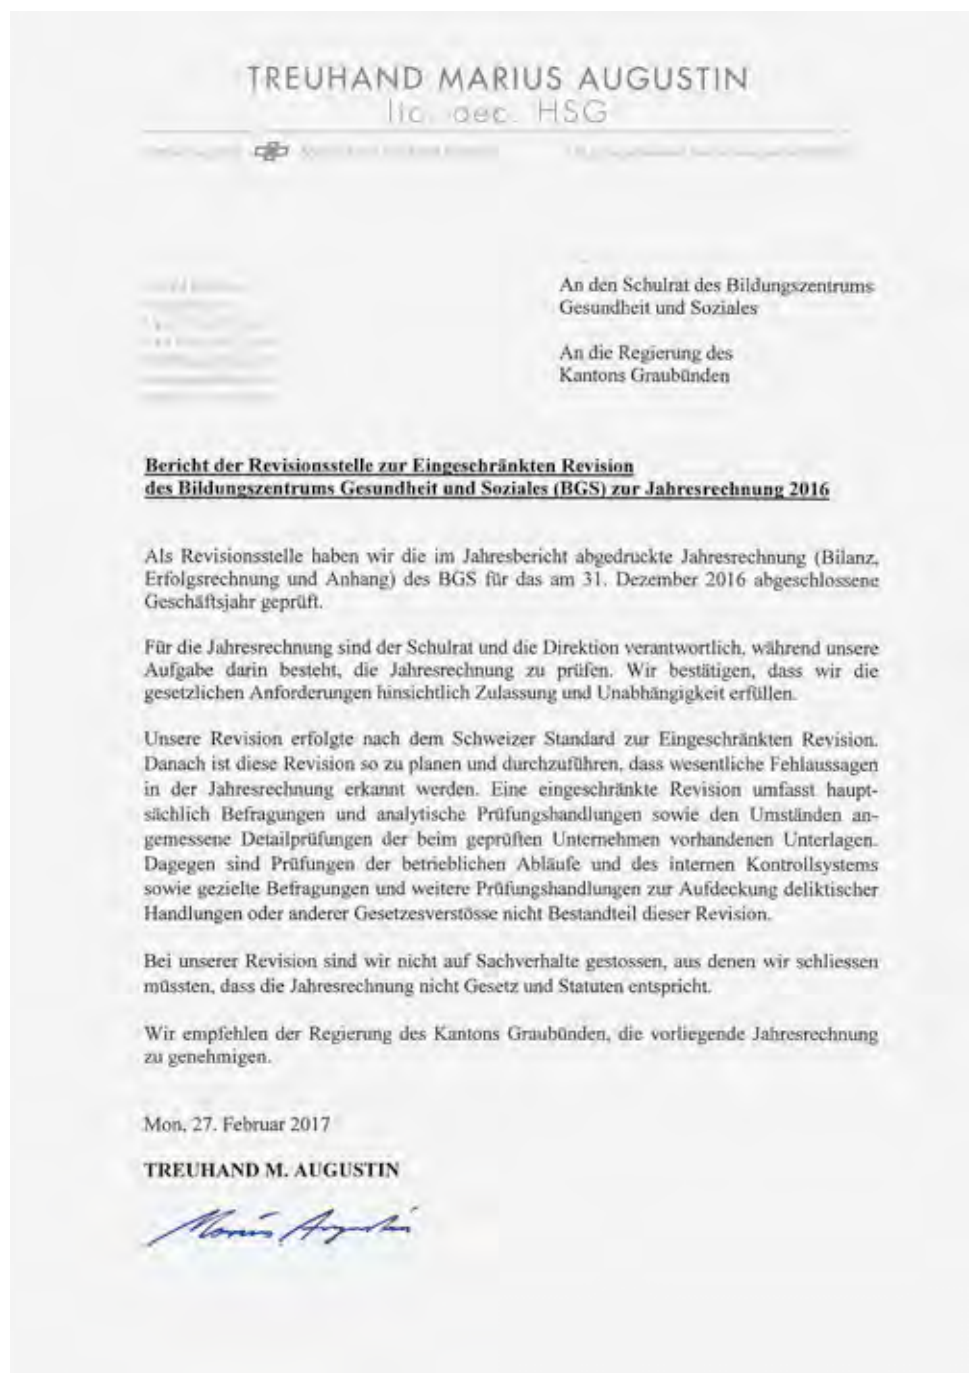 TREUHAND MARIUS AUGUSTIN
lic. oec. HSG
An den Schulrat des Bildungszentrums
Gesundheit und Soziales
An die Regierung des
Kantons Graubünden
Bericht der Revisionsstelle zur Eingeschränkten Revision
des Bildungszentrums Gesundheit und Soziales (BGS) zur Jahresrechnung 2016
Als Revisionsstelle haben wir die im Jahresbericht abgedruckte Jahresrechnung (Bilanz,
Erfolgsrechnung und Anhang) des BGS für das am 31. Dezember 2016 abgeschlossene
Geschäftsjahr geprüft.
Für die Jahresrechnung sind der Schulrat und die Direktion verantwortlich, während unsere
Aufgabe darin besteht, die Jahresrechnung zu prüfen. Wir bestätigen, dass wir die
gesetzlichen Anforderungen hinsichtlich Zulassung und Unabhängigkeit erfüllen.
Unsere Revision erfolgte nach dem Schweizer Standard zur Eingeschränkten Revision.
Danach ist diese Revision so zu planen und durchzuführen, dass wesentliche Fehlaussagen
in der Jahresrechnung erkannt werden. Eine eingeschränkte Revision umfasst haupt-
sächlich Befragungen und analytische Prüfungshandlungen sowie den Umständen an-
gemessene Detailprüfungen der beim geprüften Unternehmen vorhandenen Unterlagen.
Dagegen sind Prüfungen der betrieblichen Abläufe und des internen Kontrollsystems
sowie gezielte Befragungen und weitere Prüfungshandlungen zur Aufdeckung deliktischer
Handlungen oder anderer Gesetzesverstösse nicht Bestandteil dieser Revision.
Bei unserer Revision sind wir nicht auf Sachverhalte gestossen, aus denen wir schliessen
müssten, dass die Jahresrechnung nicht Gesetz und Statuten entspricht.
Wir empfehlen der Regierung des Kantons Graubünden, die vorliegende Jahresrechnung
zu genehmigen.
Mon, 27. Februar 2017
TREUHAND M. AUGUSTIN
Marius Augustin